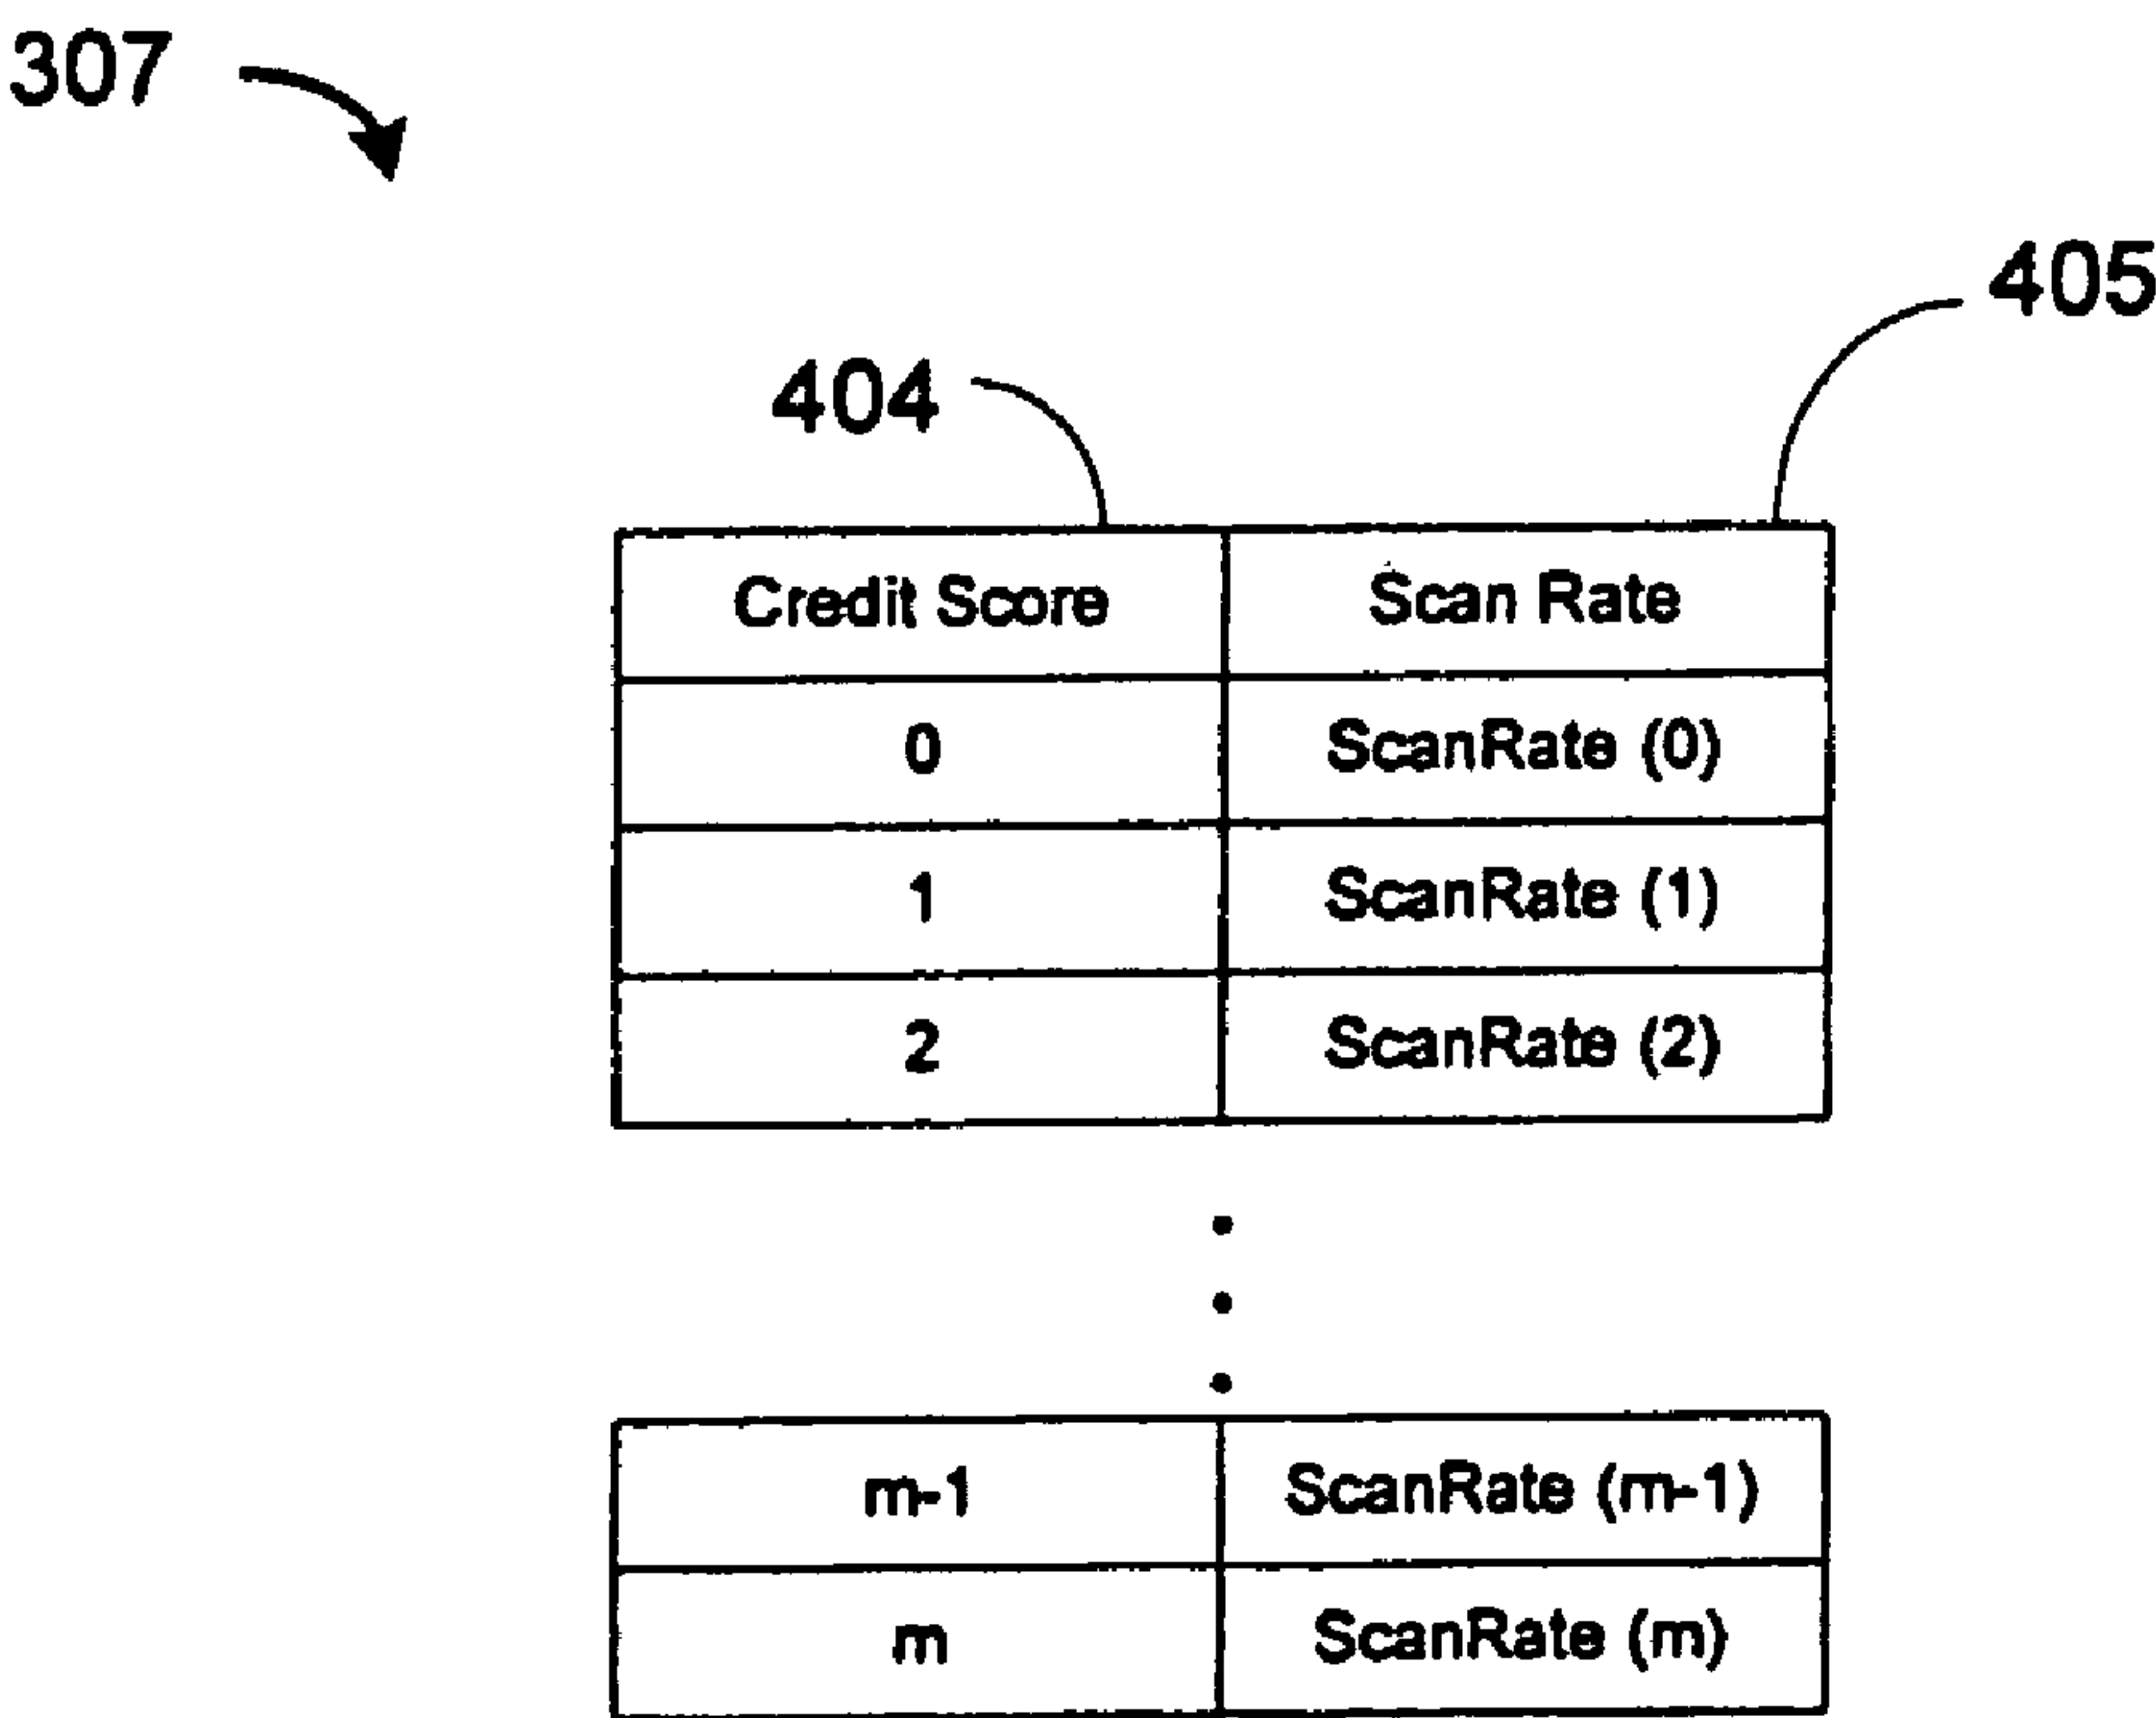 307
405
404
Credit Score Scan Rate
0 ScanRate (0)
1 ScanRate (1)
2 ScanRate (2)
m-1 ScanRate (m-1)
m ScanRate (m)